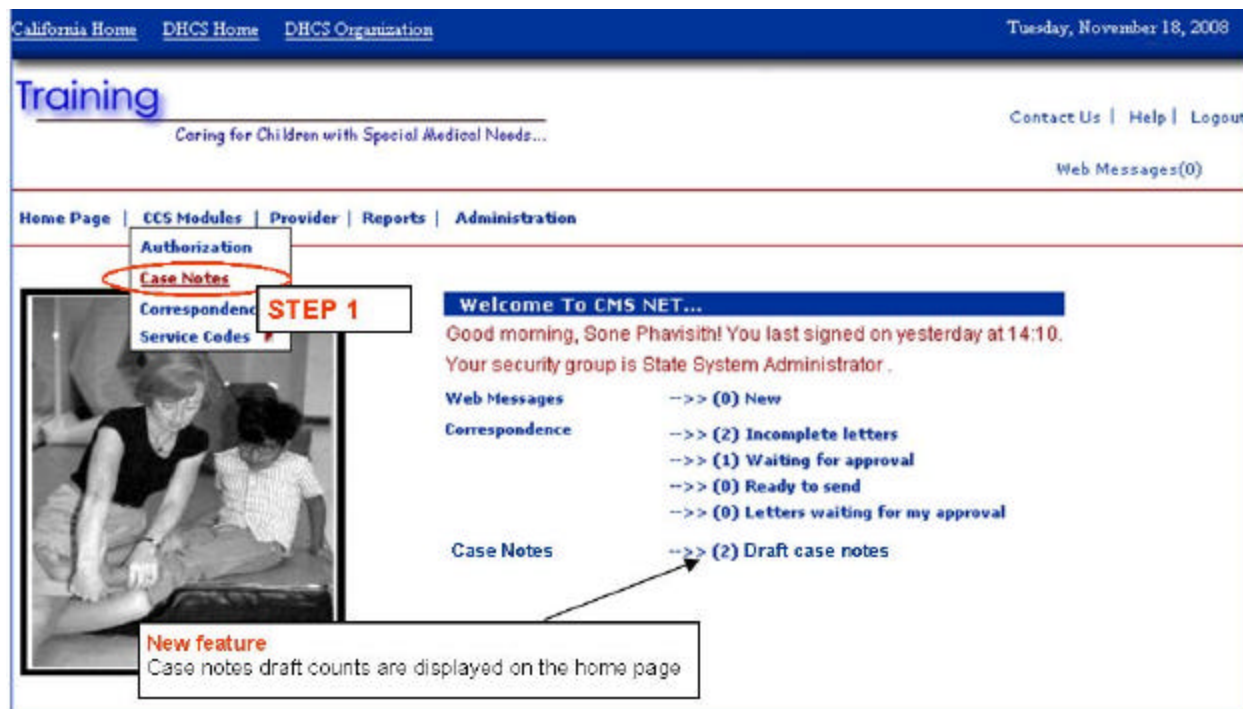 California Home DHCS Home DHCS Organization Tuesday, November 18, 2008
Training
Caring for Children with Special Medical Needs...
Contact Us | Help | Logout
Web Messages(0)
Home Page | CCS Modules | Provider | Reports | Administration
Authorization
Case Notes
Correspondenc
Service Codes
STEP 1
Welcome To CMS NET...
Good morning, Sone Phavisith! You last signed on yesterday at 14:10.
Your security group is State System Administrator .
Web Messages -->> (0) New
Correspondence -->> (2) Incomplete letters
-->> (1) Waiting for approval
-->> (0) Ready to send
-->> (0) Letters waiting for my approval
Case Notes -->> (2) Draft case notes
New feature
Case notes draft counts are displayed on the home page